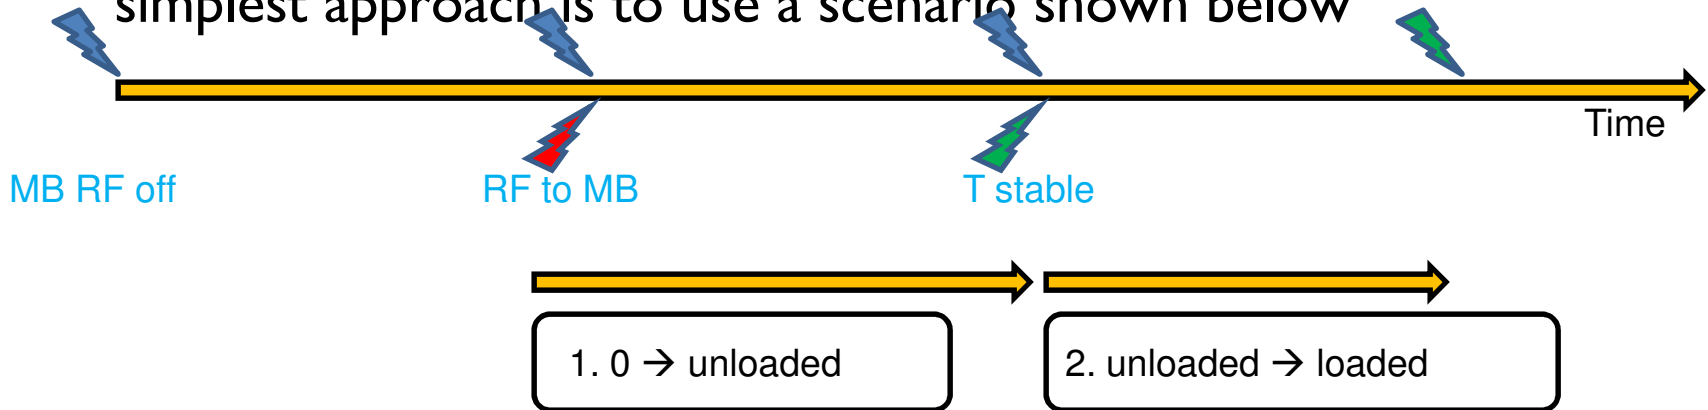 simplest approach is to use a scenario shown below
Time
MB RF off
RF to MB
T stable
1. 0 → unloaded
2. unloaded → loaded